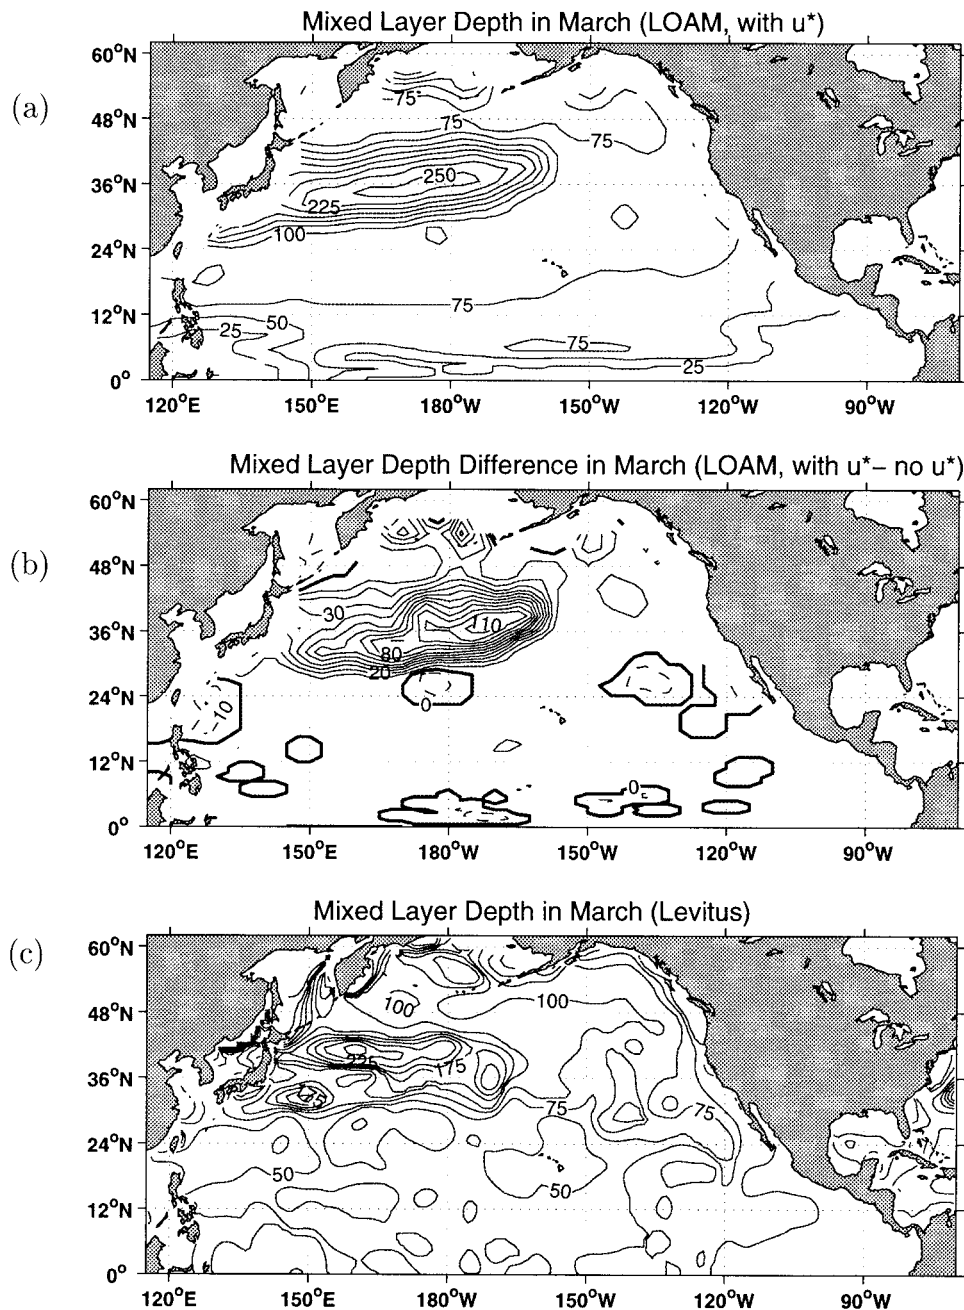 Mixed Layer Depth in March (LOAM, with u*)
(a)
60°N
48°N
36°N
24°N
12°N
0°
75
75
75
250
225
100
75
50
25
75
25
120°E
150°E
180°W
150°W
120°W
90°W
Mixed Layer Depth Difference in March (LOAM, with u*– no u*)
(b)
60°N
48°N
36°N
24°N
12°N
0°
30
110
80
20
0
-10
0
120°E
150°E
180°W
150°W
120°W
90°W
Mixed Layer Depth in March (Levitus)
(c)
60°N
48°N
36°N
24°N
12°N
0°
100
100
225
175
75
75
50
50
120°E
150°E
180°W
150°W
120°W
90°W